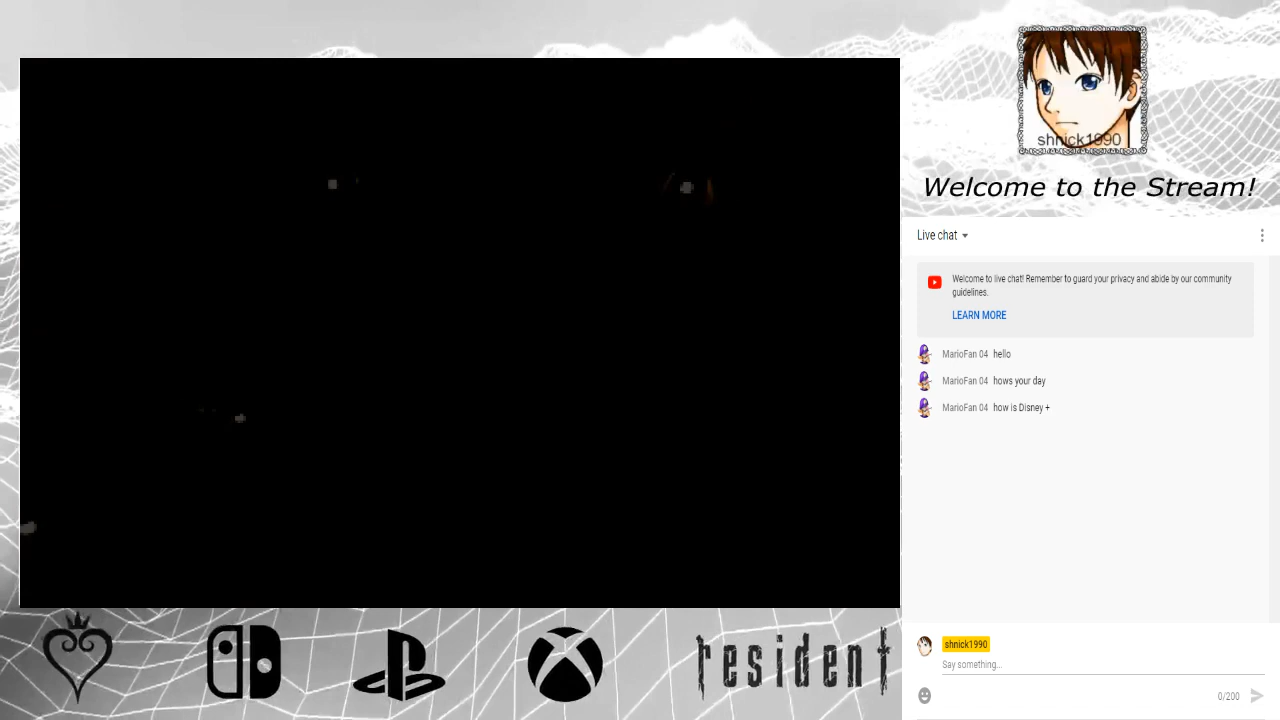 shnick1990
Welcome to the Stream!
Live chat
Welcome to live chat! Remember to guard your privacy and abide by our community
guidelines.
LEARN MORE
MarioFan 04 hello
MarioFan 04 hows your day
MarioFan 04 how is Disney +
shnick1990
Say something...
0/200
resident